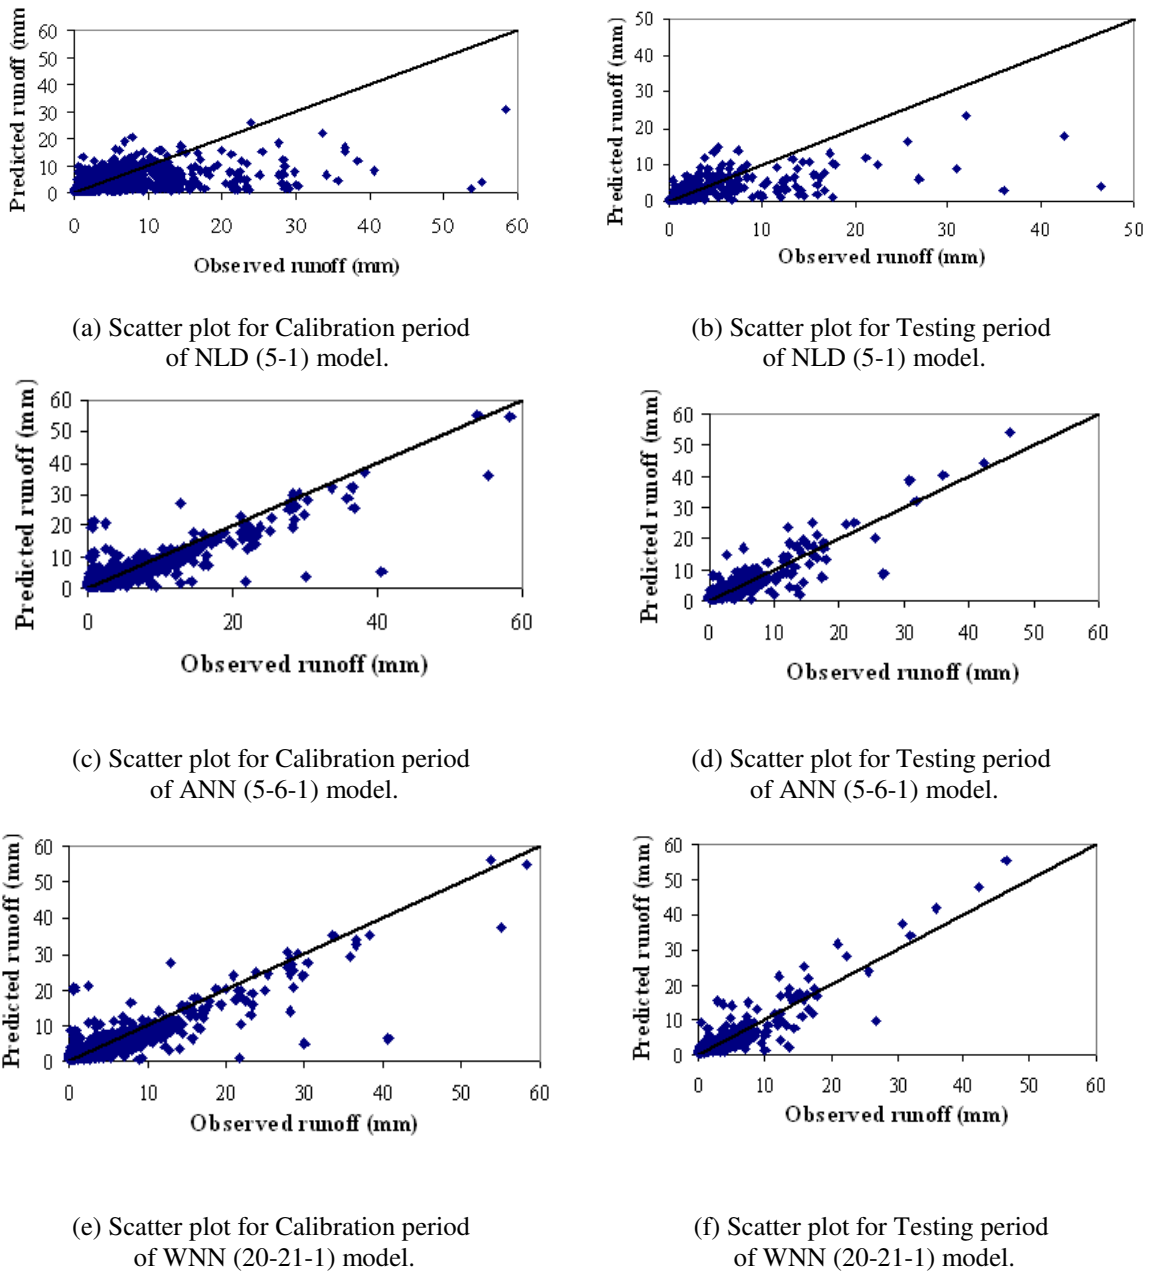 Predicted runoff (mm
60
50
40
30
20
10
0
0 10 20 30 40 50 60
Observed runoff (mm)
(a) Scatter plot for Calibration period
of NLD (5-1) model.
Predicted runoff (mm)
50
40
30
20
10
0
0 10 20 30 40 50
Observed runoff (mm)
(b) Scatter plot for Testing period
of NLD (5-1) model.
Predicted runoff (mm)
60
50
40
30
20
10
0
0 20 40 60
Observed runoff (mm)
(c) Scatter plot for Calibration period
of ANN (5-6-1) model.
Predicted runoff (mm)
60
50
40
30
20
10
0
0 10 20 30 40 50 60
Observed runoff (mm)
(d) Scatter plot for Testing period
of ANN (5-6-1) model.
Predicted runoff (mm)
60
50
40
30
20
10
0
0 10 20 30 40 50 60
Observed runoff (mm)
(e) Scatter plot for Calibration period
of WNN (20-21-1) model.
Predicted runoff (mm)
60
50
40
30
20
10
0
0 10 20 30 40 50 60
Observed runoff (mm)
(f) Scatter plot for Testing period
of WNN (20-21-1) model.